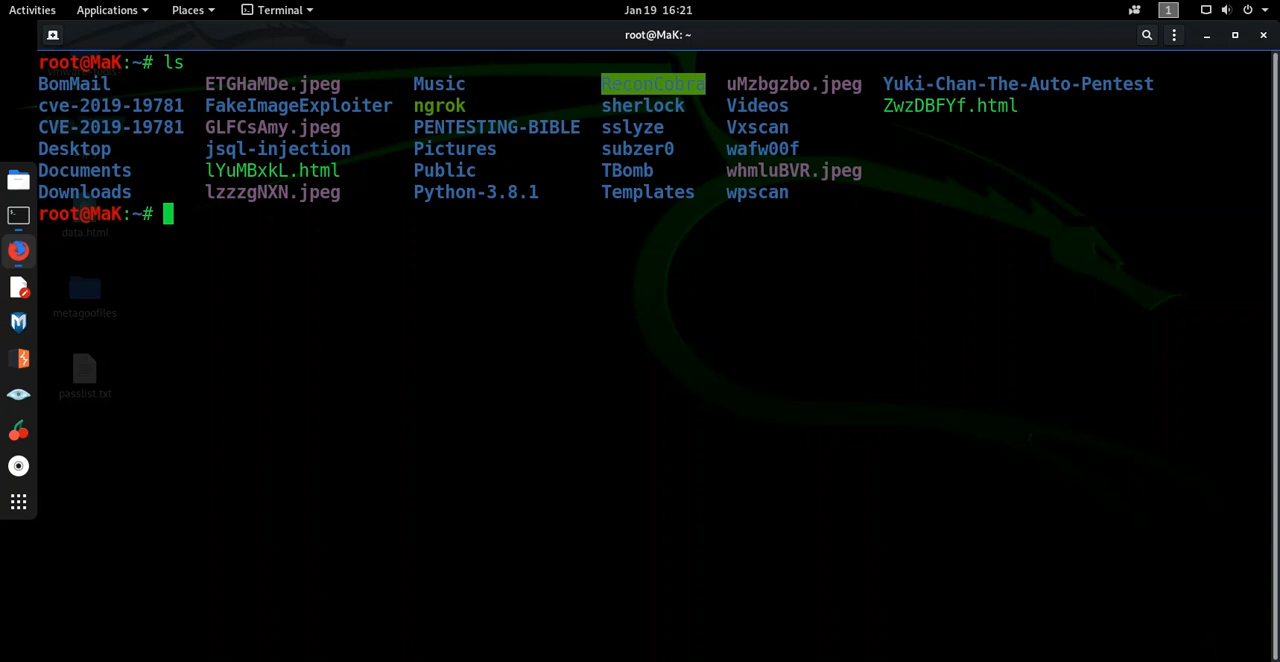 Activities Applications Places Terminal Jan 19 16:21 1
root@MaK: ~
root@MaK:~# ls
BomMail ETGHaMDe.jpeg Music ReconCobra uMzbgzbo.jpeg Yuki-Chan-The-Auto-Pentest
cve-2019-19781 FakeImageExploiter ngrok sherlock Videos ZwzDBFYf.html
CVE-2019-19781 GLFCsAmy.jpeg PENTESTING-BIBLE sslyze Vxscan
Desktop jsql-injection Pictures subzer0 wafw00f
Documents lYuMBxkL.html Public TBomb whmluBVR.jpeg
Downloads lzzzgNXN.jpeg Python-3.8.1 Templates wpscan
root@MaK:~#
data.html
metagoofiles
passlist.txt